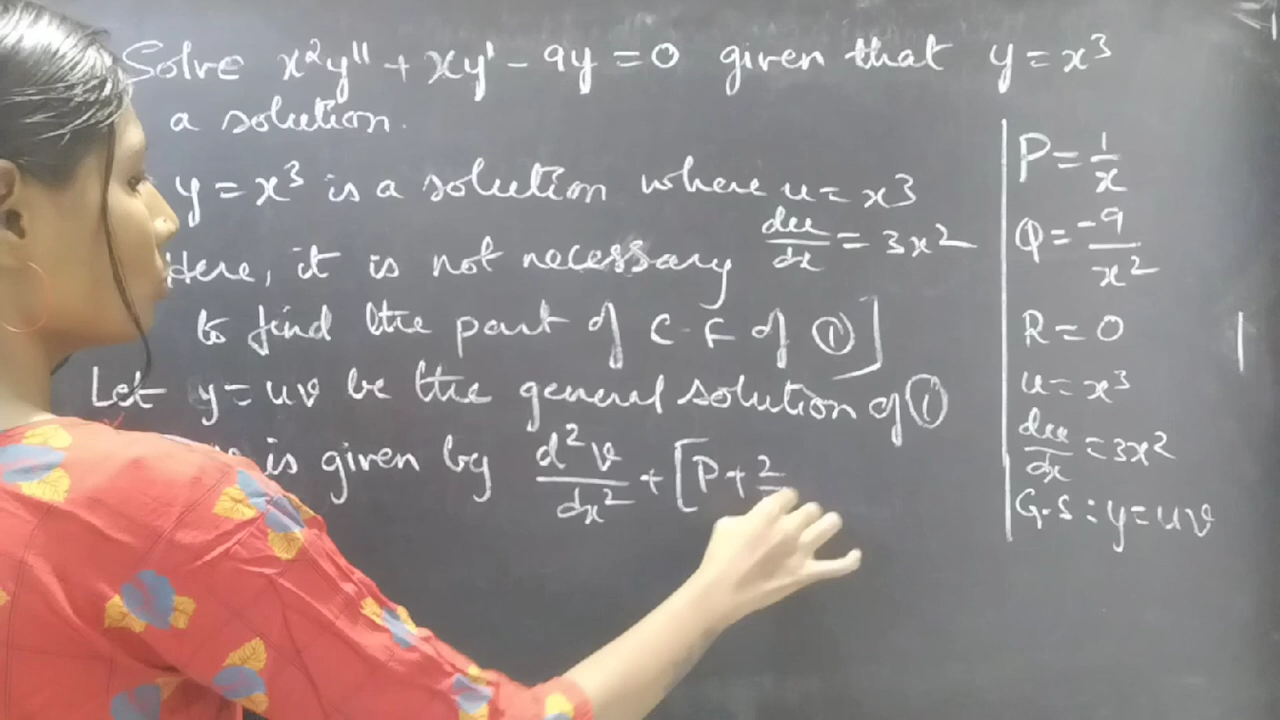 Solve x²y'' + xy' - 9y = 0 given that y = x³
a solution.
y = x³ is a solution where u = x³
Here, it is not necessary du/dx = 3x²
to find the part of C-F of ①]
Let y = uv be the general solution of ①
is given by d²v/dx² + [P + 2
P = 1/x
Q = -9/x²
R = 0
u = x³
du/dx = 3x²
G.S : y = uv